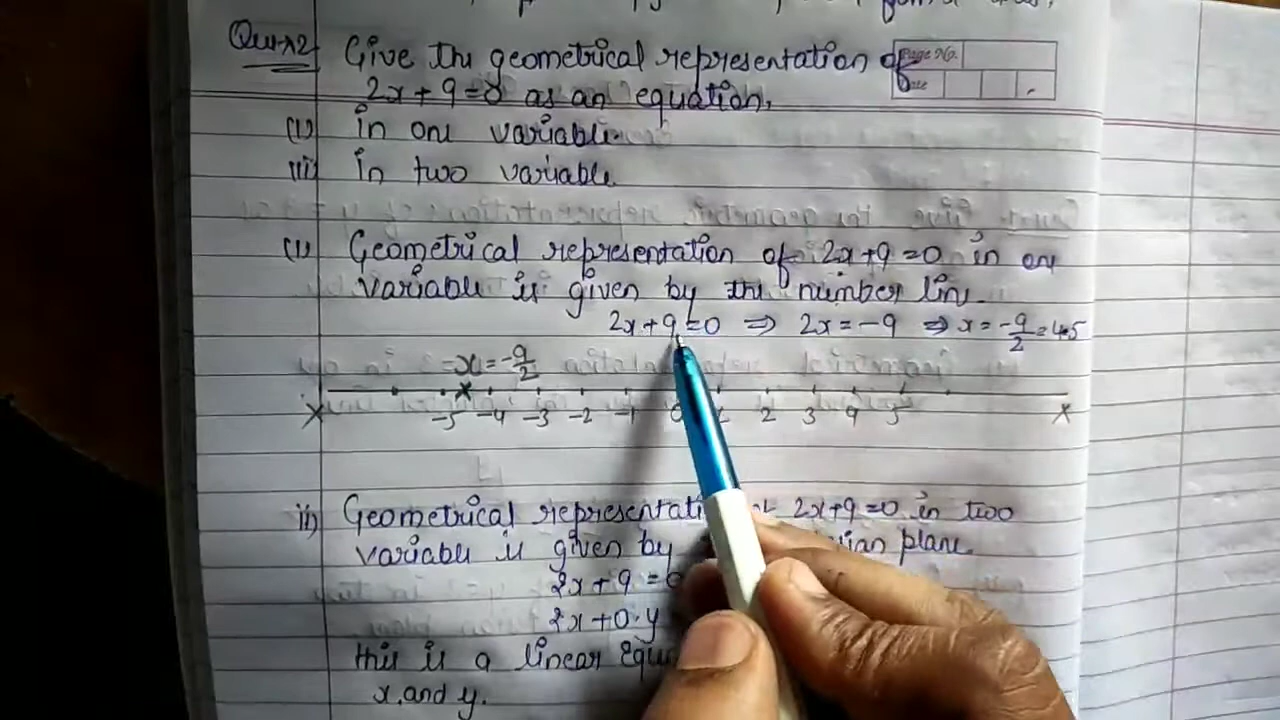 Ques2 Give the geometrical representation of
Page No.
2x + 9 = 0 as an equation,
(i) in one variable
(ii) in two variable
(i) Geometrical representation of 2x + 9 = 0 in one
variable is given by the number line
2x + 9 = 0 ⇒ 2x = -9 ⇒ x = -9/2 = 4.5
x = -9/2
X -5 -4 -3 -2 -1 0 1 2 3 4 5 X
ii) Geometrical representati 2x + 9 = 0 in two
variable is given by plane
2x + 9 = 0
2x + 0.y
this is a linear Equ
x and y.